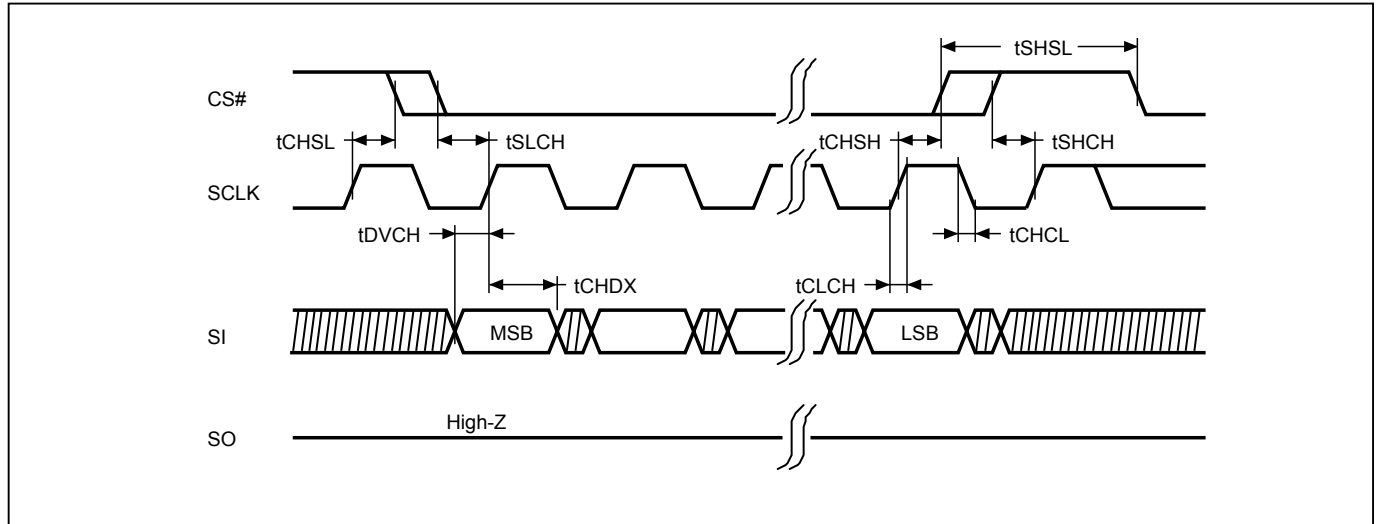 tSHSL
CS#
tCHSL
tSLCH
tCHSH
tSHCH
SCLK
tDVCH
tCHCL
tCHDX
tCLCH
SI
MSB
LSB
High-Z
SO